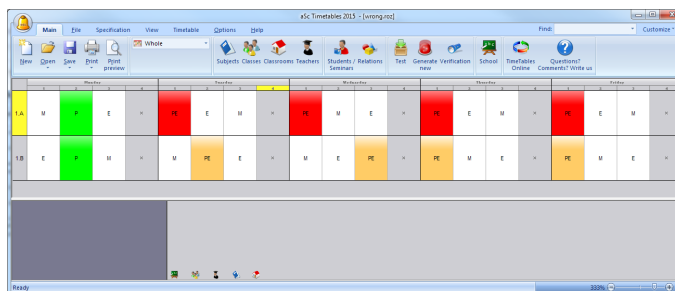 aSc Timetables 2015 - [wrong.roz]
Main File Specification View Timetable Options Help Find: Customize
Whole
New Open Save Print Print preview Subjects Classes Classrooms Teachers Students / Seminars Relations Test Generate new Verification School TimeTables Online Questions? Comments? Write us
Monday Tuesday Wednesday Thursday Friday
1 2 3 4 1 2 3 4 1 2 3 4 1 2 3 4 1 2 3 4
1.A M P E × PE E M × PE M E × PE E M × PE M E ×
1.B E P M × M PE E × M E PE × PE M E × PE M E ×
Ready 333%